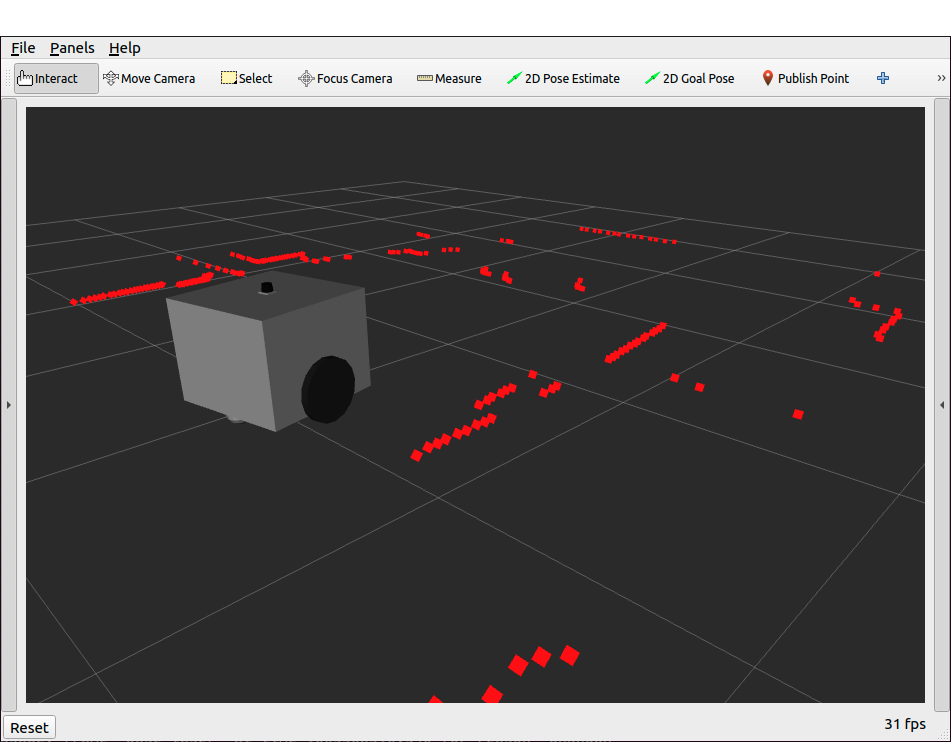 File Panels Help
Interact Move Camera Select Focus Camera Measure 2D Pose Estimate 2D Goal Pose Publish Point »
Reset 31 fps